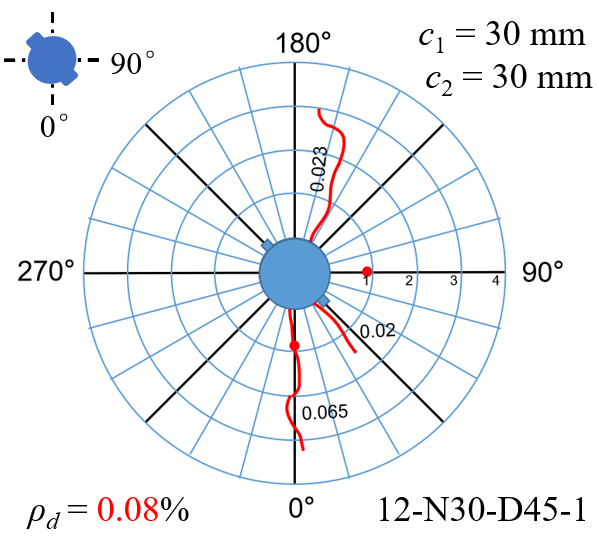 c₁ = 30 mm
c₂ = 30 mm
90°
0°
180°
0.023
270°
1 2 3 4
90°
0.02
0.065
0°
ρd = 0.08%
12-N30-D45-1